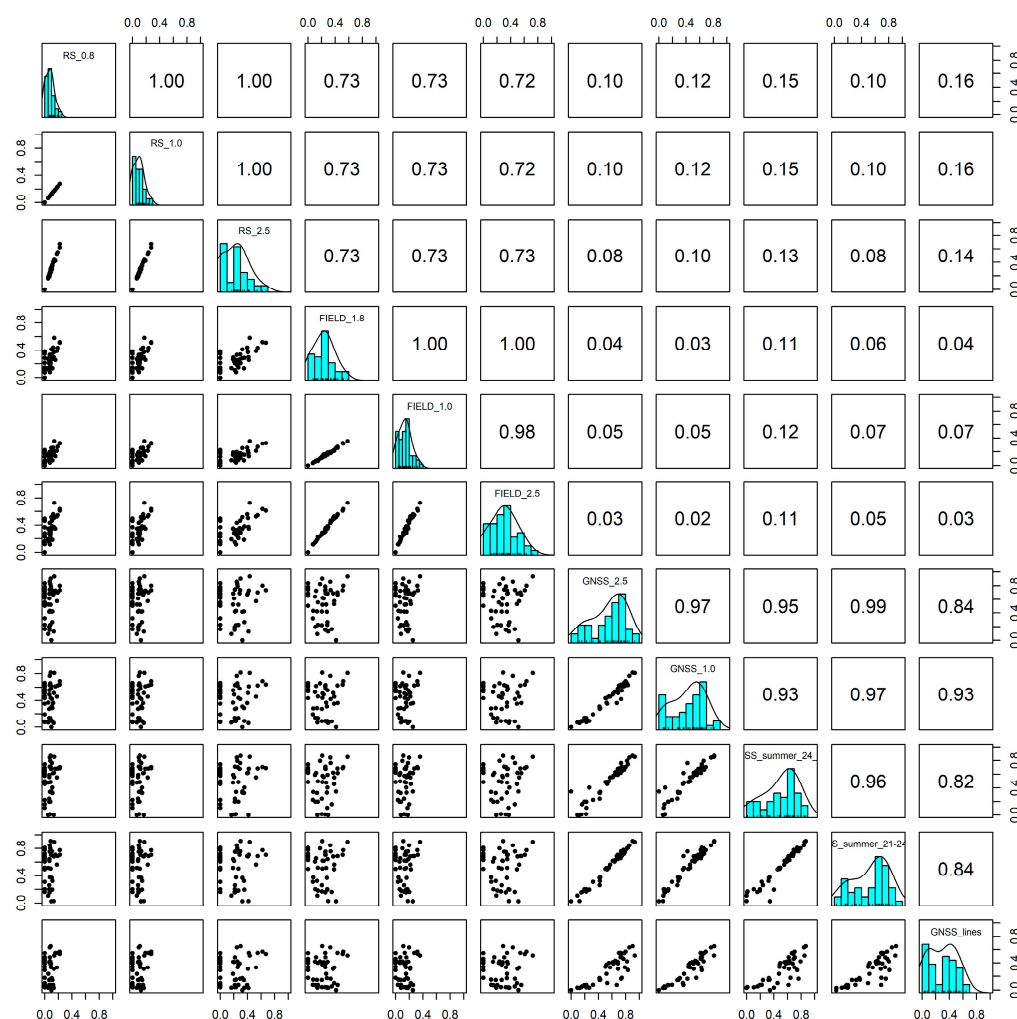 0.0 0.4 0.8 0.0 0.4 0.8 0.0 0.4 0.8 0.0 0.4 0.8 0.0 0.4 0.8
RS_0.8 1.00 1.00 0.73 0.73 0.72 0.10 0.12 0.15 0.10 0.16 0.0 0.4 0.8
0.0 0.4 0.8 RS_1.0 1.00 0.73 0.73 0.72 0.10 0.12 0.15 0.10 0.16
RS_2.5 0.73 0.73 0.73 0.08 0.10 0.13 0.08 0.14 0.0 0.4 0.8
0.0 0.4 0.8 FIELD_1.8 1.00 1.00 0.04 0.03 0.11 0.06 0.04
FIELD_1.0 0.98 0.05 0.05 0.12 0.07 0.07 0.0 0.4 0.8
0.0 0.4 0.8 FIELD_2.5 0.03 0.02 0.11 0.05 0.03
GNSS_2.5 0.97 0.95 0.99 0.84 0.0 0.4 0.8
0.0 0.4 0.8 GNSS_1.0 0.93 0.97 0.93
SS_summer_24_ 0.96 0.82 0.0 0.4 0.8
0.0 0.4 0.8 S_summer_21-24 0.84
GNSS_lines 0.0 0.4 0.8
0.0 0.4 0.8 0.0 0.4 0.8 0.0 0.4 0.8 0.0 0.4 0.8 0.0 0.4 0.8 0.0 0.4 0.8